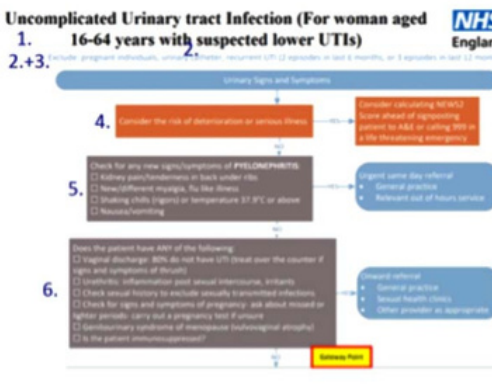 Uncomplicated Urinary tract Infection (For woman aged
16-64 years with suspected lower UTIs)
NHS
England
1.
2.
2.+3.
Exclude: pregnant individuals, urinary catheter, recurrent UTI (2 episodes in last 6 months, or 3 episodes in last 12 mon
Urinary Signs and Symptoms
4.
Consider the risk of deterioration or serious illness
YES
Consider calculating NEWS2
Score ahead of signposting
patient to A&E or calling 999 in
a life threatening emergency
NO
5.
Check for any new signs/symptoms of PYELONEPHRITIS:
☐ Kidney pain/tenderness in back under ribs
☐ New/different myalgia, flu like illness
☐ Shaking chills (rigors) or temperature 37.9°C or above
☐ Nausea/vomiting
YES
Urgent same day referral
• General practice
• Relevant out of hours service
NO
6.
Does the patient have ANY of the following:
☐ Vaginal discharge: 80% do not have UTI (treat over the counter if
signs and symptoms of thrush)
☐ Urethritis: inflammation post sexual intercourse, irritants
☐ Check sexual history to exclude sexually transmitted infections
☐ Check for signs and symptoms of pregnancy- ask about missed or
lighter periods- carry out a pregnancy test if unsure
☐ Genitourinary syndrome of menopause (vulvovaginal atrophy)
☐ Is the patient immunosuppressed?
YES
Onward referral
• General practice
• Sexual health clinics
• Other provider as appropriate
NO
Gateway Point